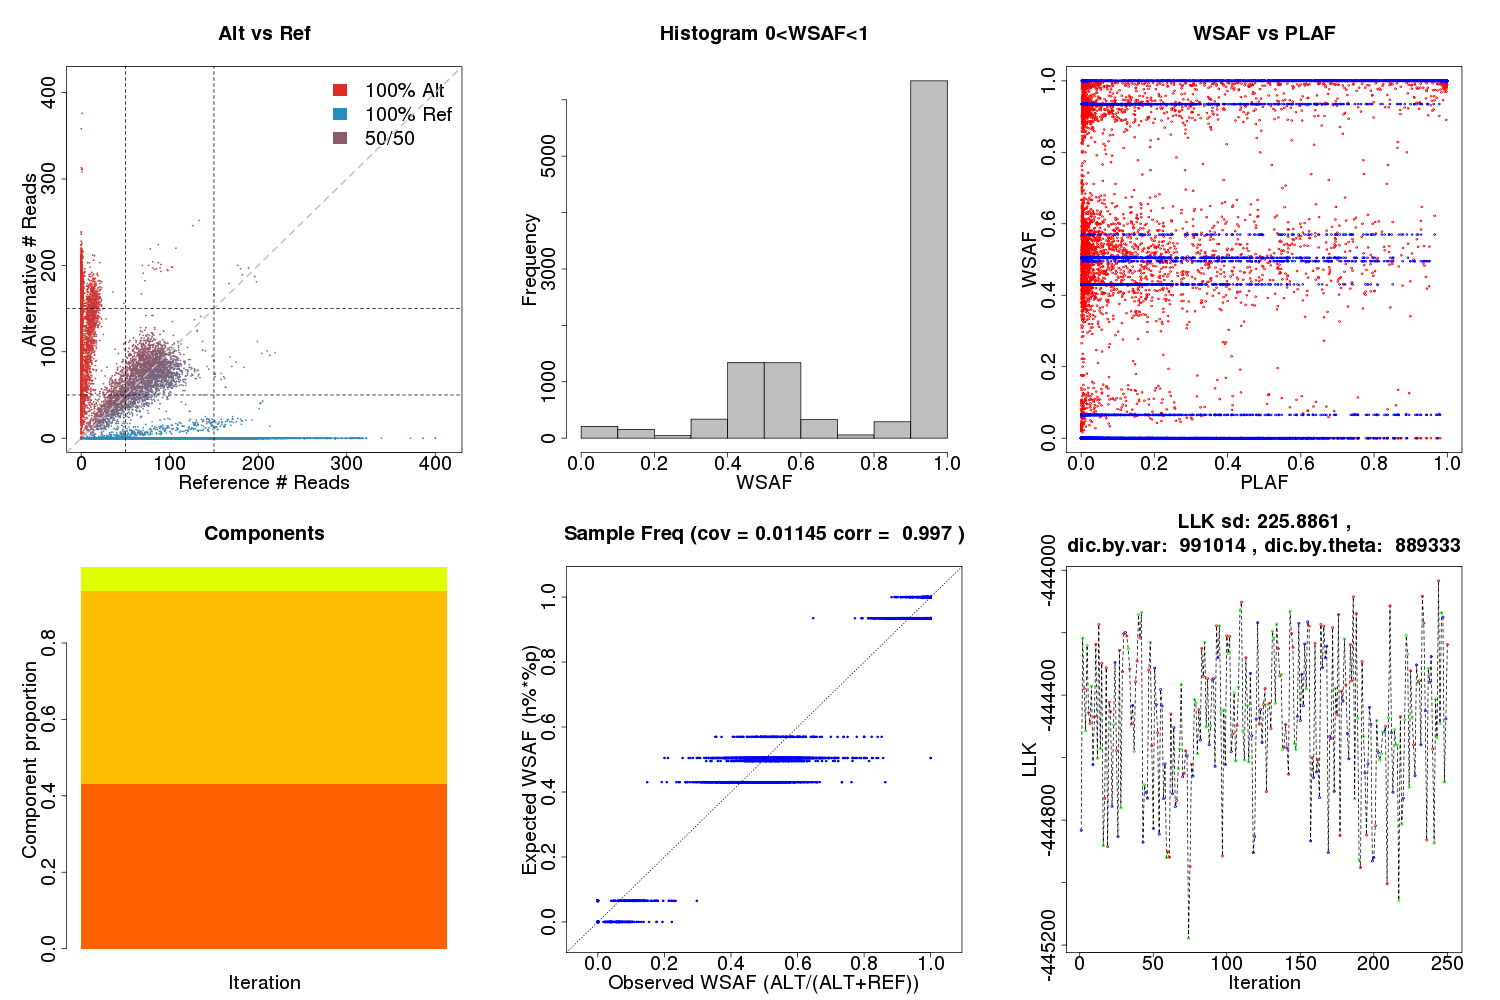 Alt vs Ref
100% Alt
100% Ref
50/50
Alternative # Reads
0 100 200 300 400
0 100 200 300 400
Reference # Reads
Histogram 0<WSAF<1
Frequency
0 1000 3000 5000
0.0 0.2 0.4 0.6 0.8 1.0
WSAF
WSAF vs PLAF
WSAF
0.0 0.2 0.4 0.6 0.8 1.0
0.0 0.2 0.4 0.6 0.8 1.0
PLAF
Components
Component proportion
0.0 0.2 0.4 0.6 0.8
Iteration
Sample Freq (cov = 0.01145 corr = 0.997 )
Expected WSAF (h%*%p)
0.0 0.2 0.4 0.6 0.8 1.0
0.0 0.2 0.4 0.6 0.8 1.0
Observed WSAF (ALT/(ALT+REF))
LLK sd: 225.8861 ,
dic.by.var: 991014 , dic.by.theta: 889333
LLK
-445200 -444800 -444400 -444000
0 50 100 150 200 250
Iteration